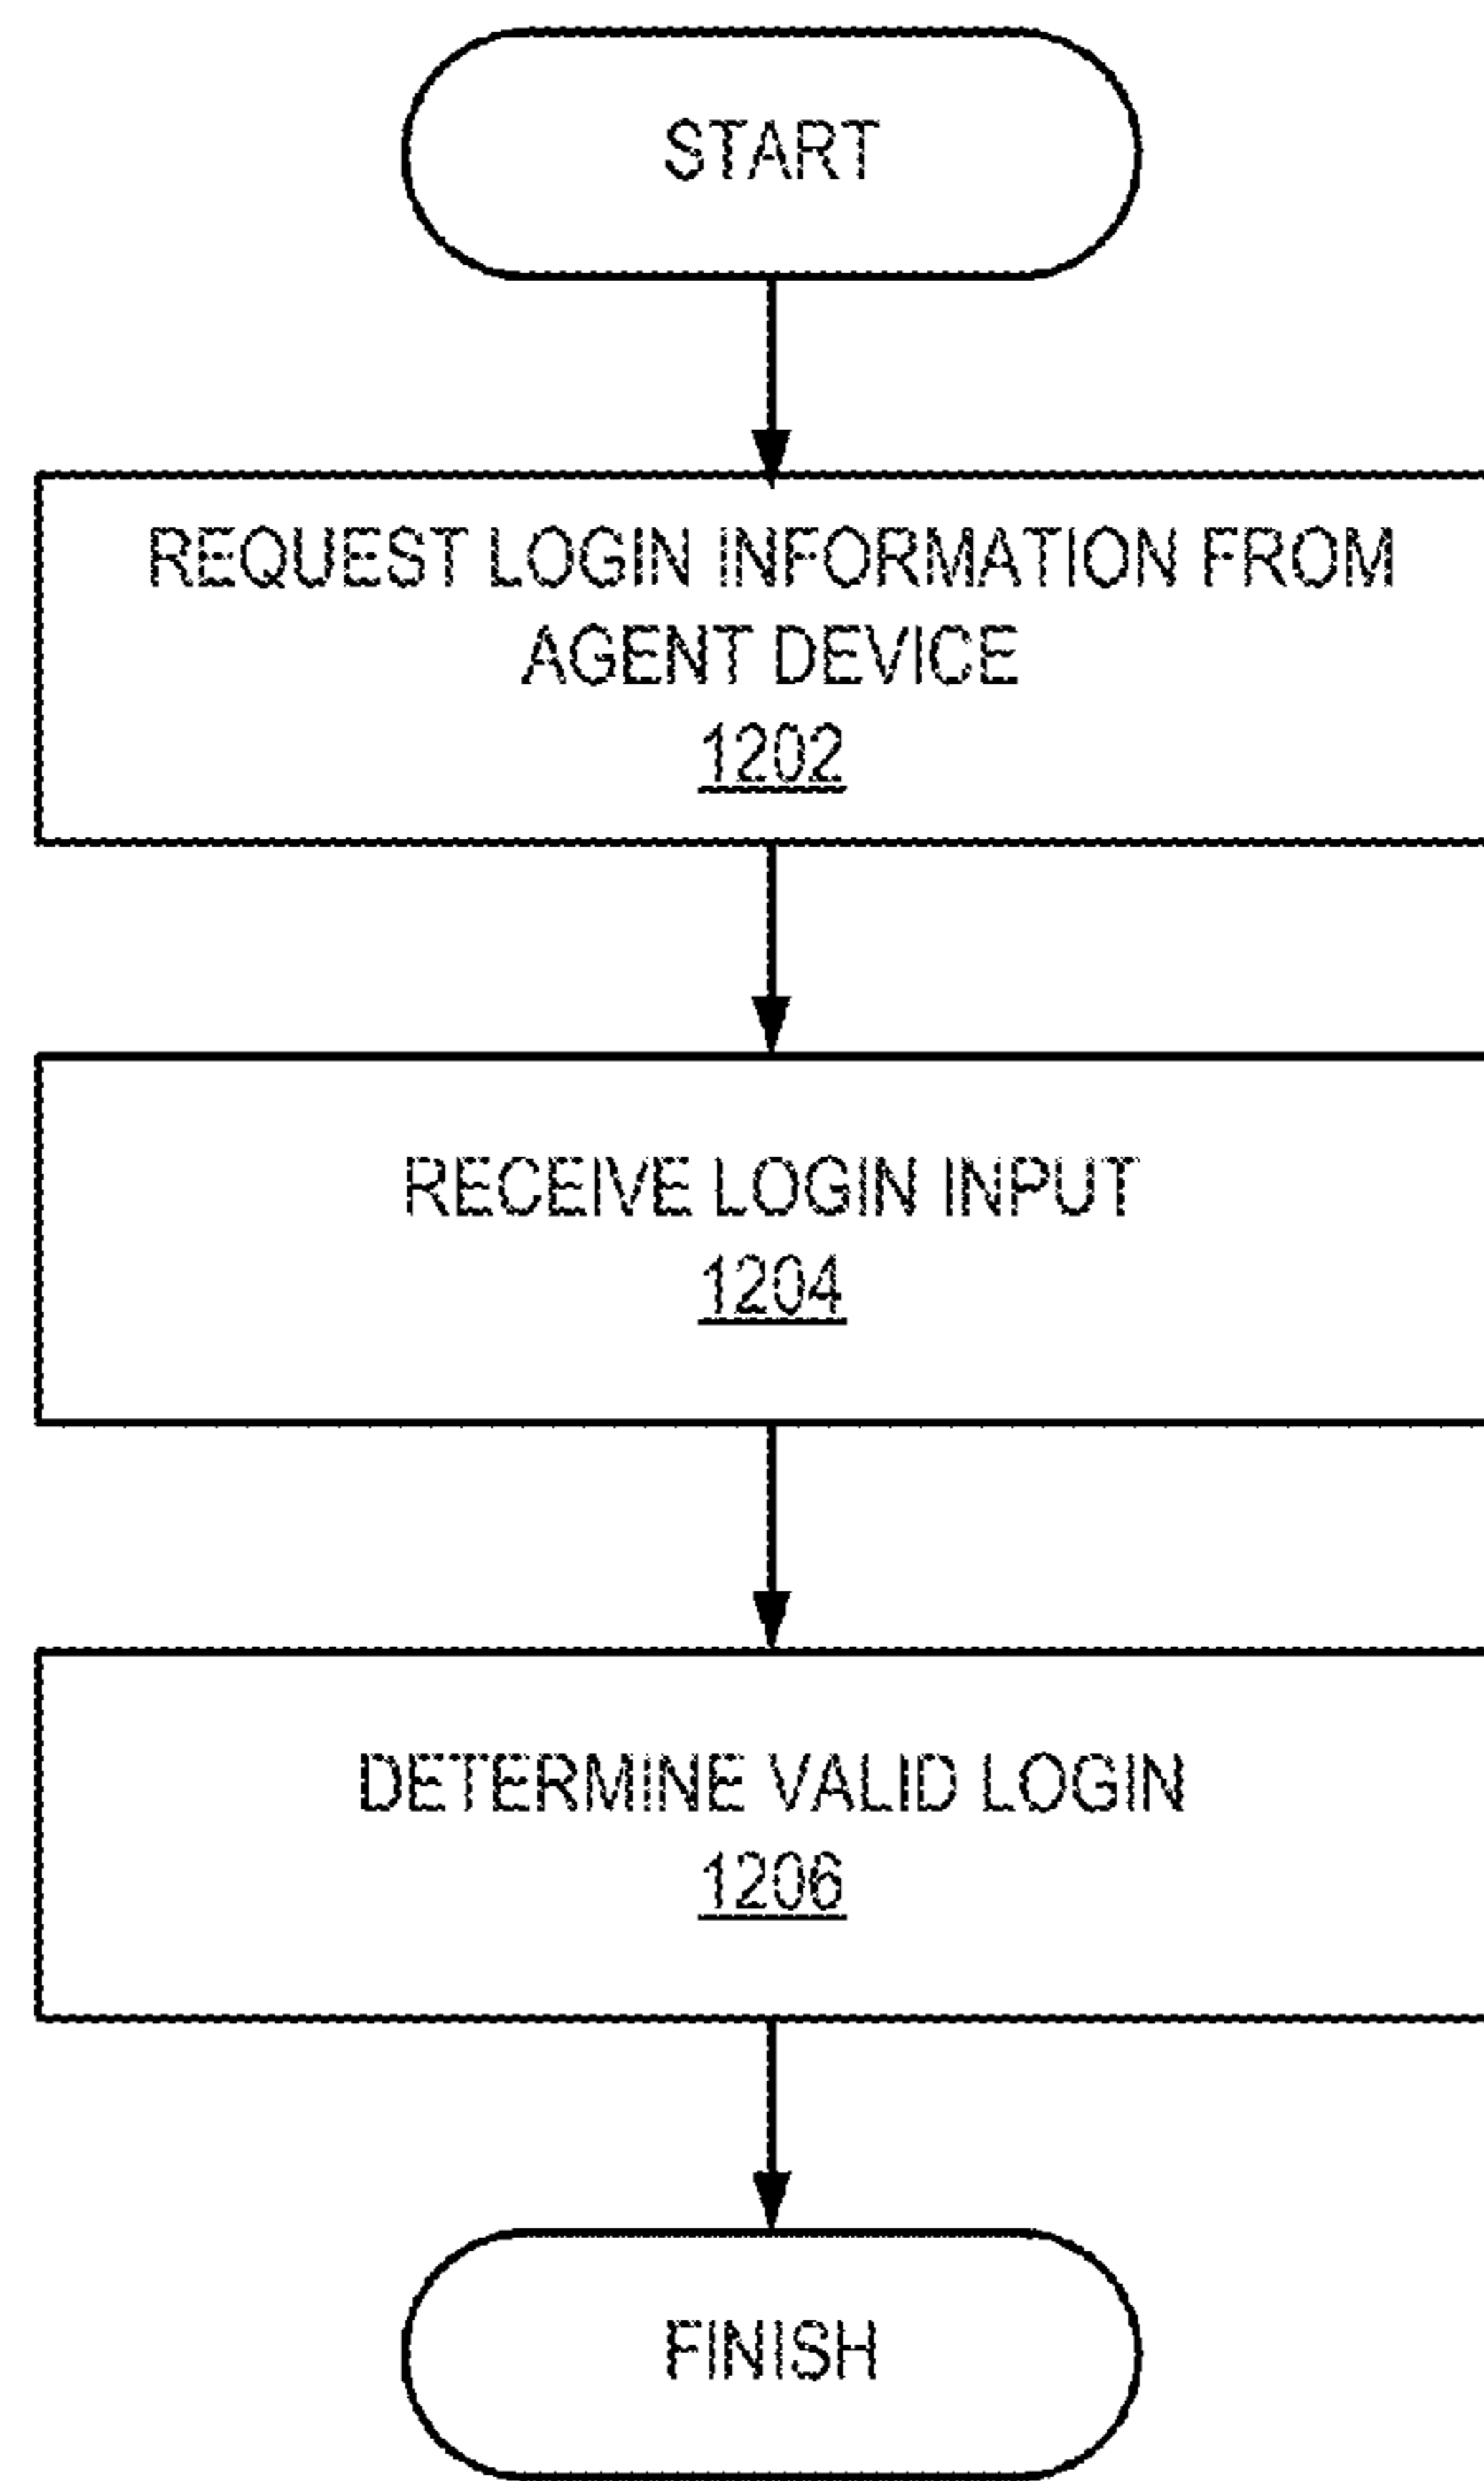 START
REQUEST LOGIN INFORMATION FROM
AGENT DEVICE
1202
RECEIVE LOGIN INPUT
1204
DETERMINE VALID LOGIN
1206
FINISH